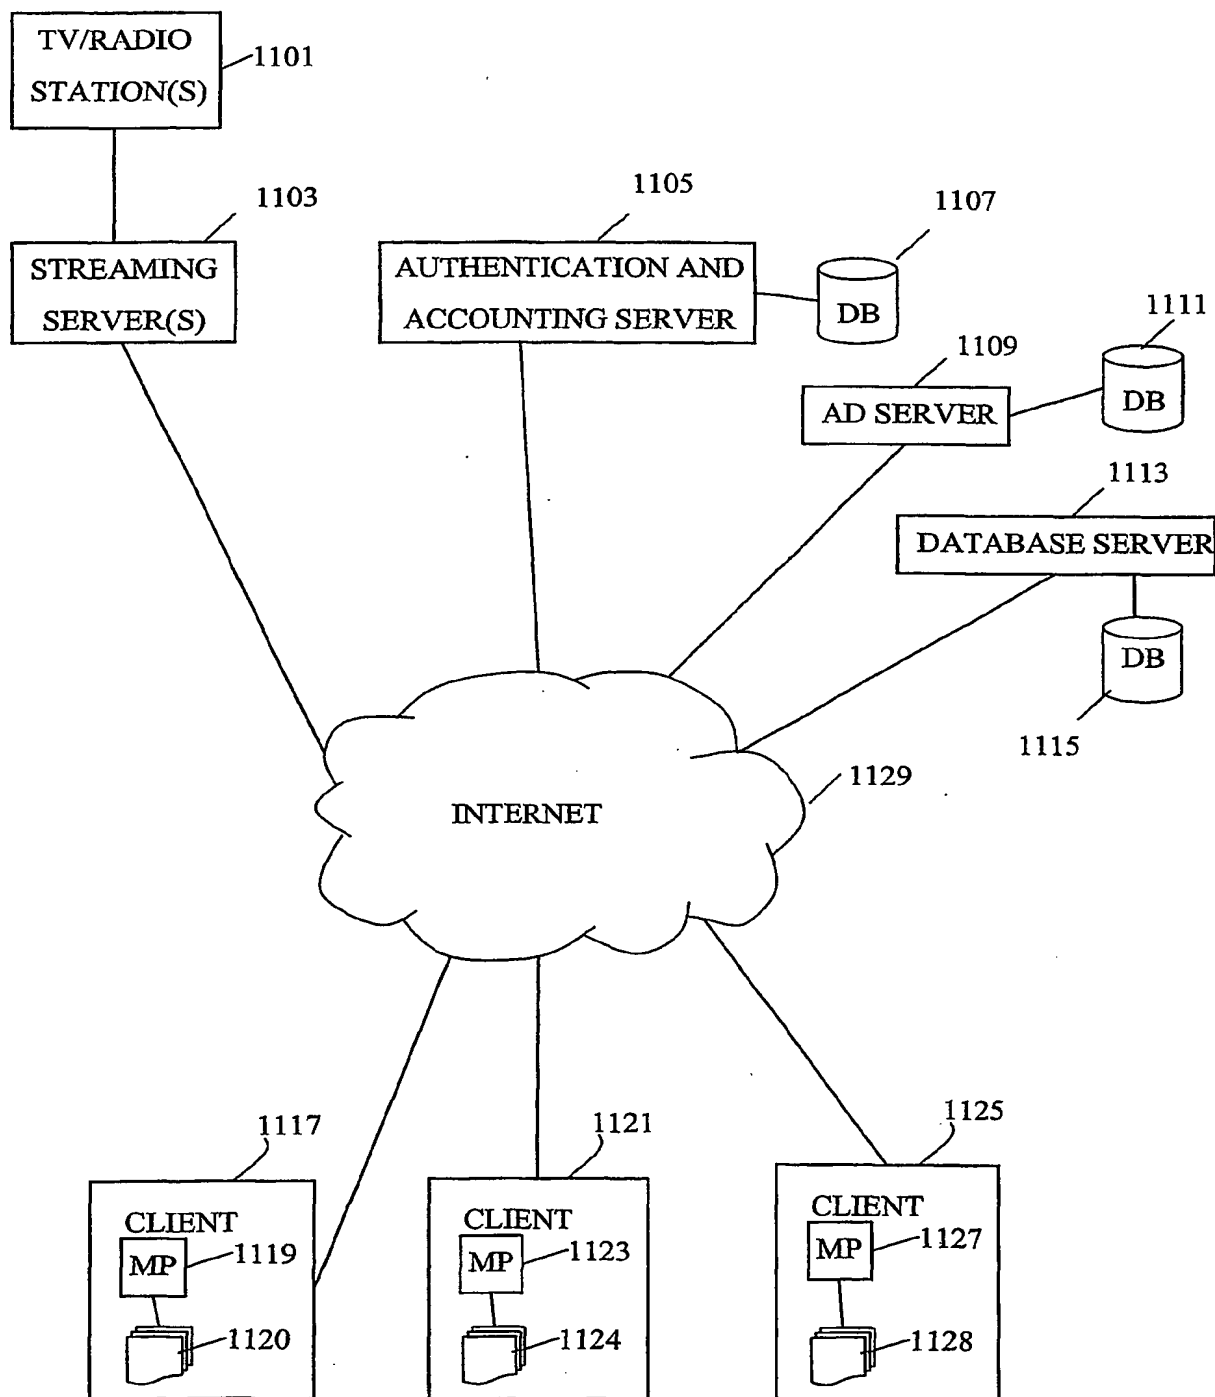 TV/RADIO
STATION(S)
1101
1103
STREAMING
SERVER(S)
1105
AUTHENTICATION AND
ACCOUNTING SERVER
1107
DB
1109
AD SERVER
1111
DB
1113
DATABASE SERVER
DB
1115
INTERNET
1129
1117
CLIENT
MP
1119
1120
1121
CLIENT
MP
1123
1124
1125
CLIENT
MP
1127
1128